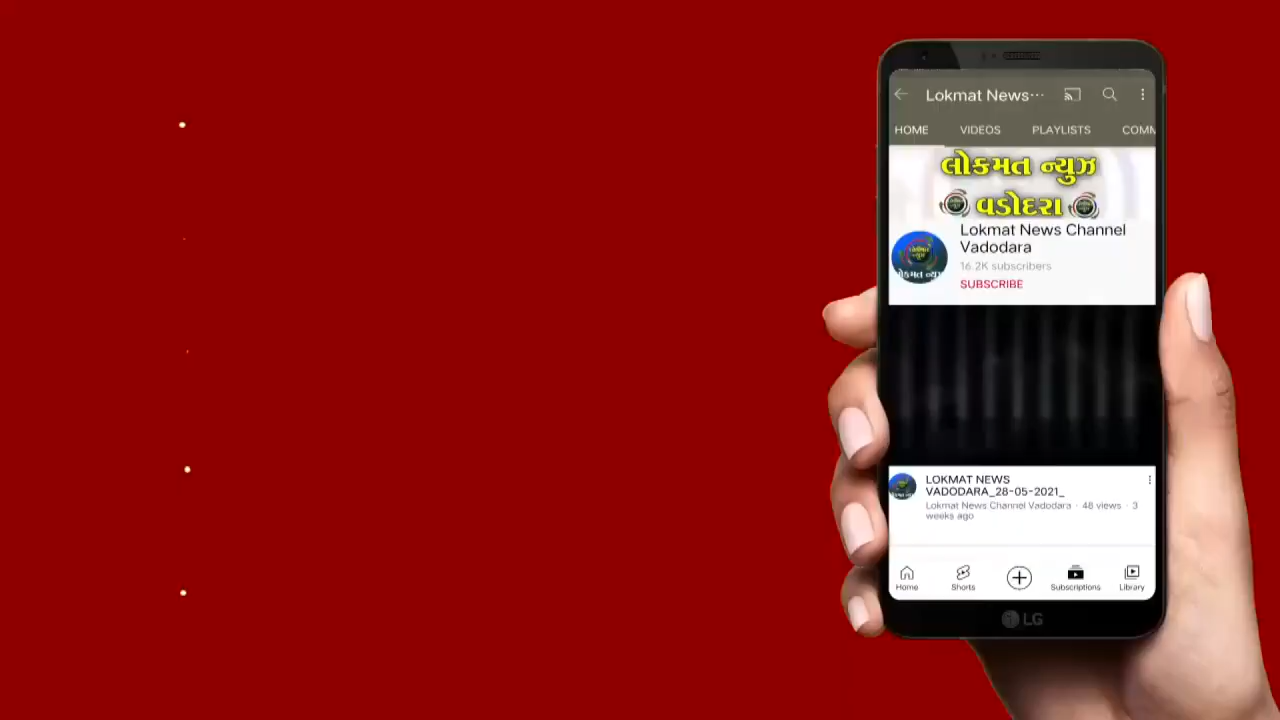 Lokmat News···
HOME VIDEOS PLAYLISTS COMM
લોકમત ન્યુઝ
વડોદરા
Lokmat News Channel
Vadodara
16.2K subscribers
SUBSCRIBE
LOKMAT NEWS
VADODARA_28-05-2021_
Lokmat News Channel Vadodara · 48 views · 3
weeks ago
Home Shorts Subscriptions Library
LG